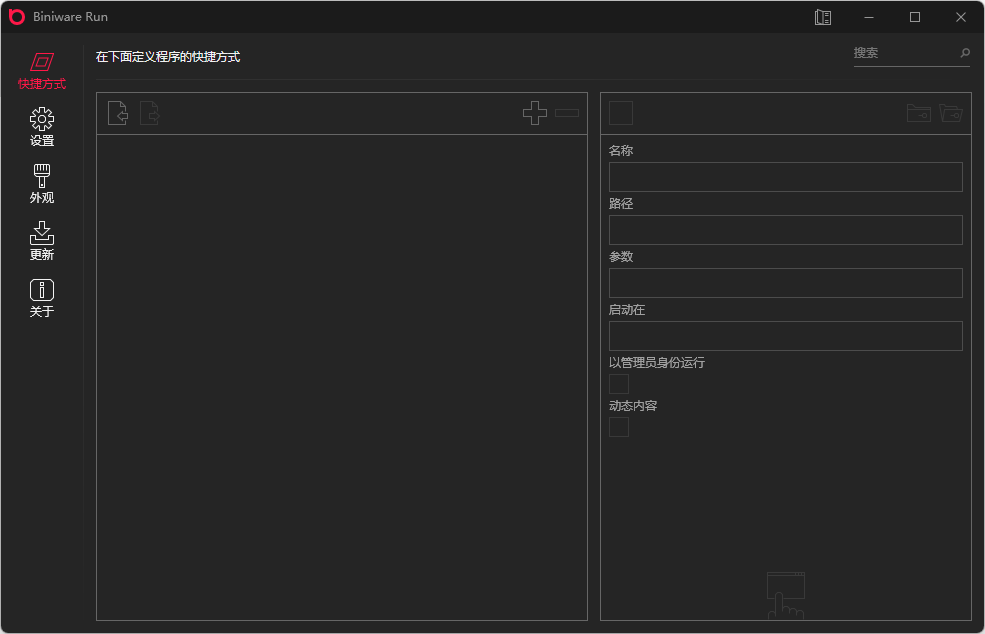 Biniware Run
在下面定义程序的快捷方式
搜索
快捷方式
设置
外观
更新
关于
名称
路径
参数
启动在
以管理员身份运行
动态内容